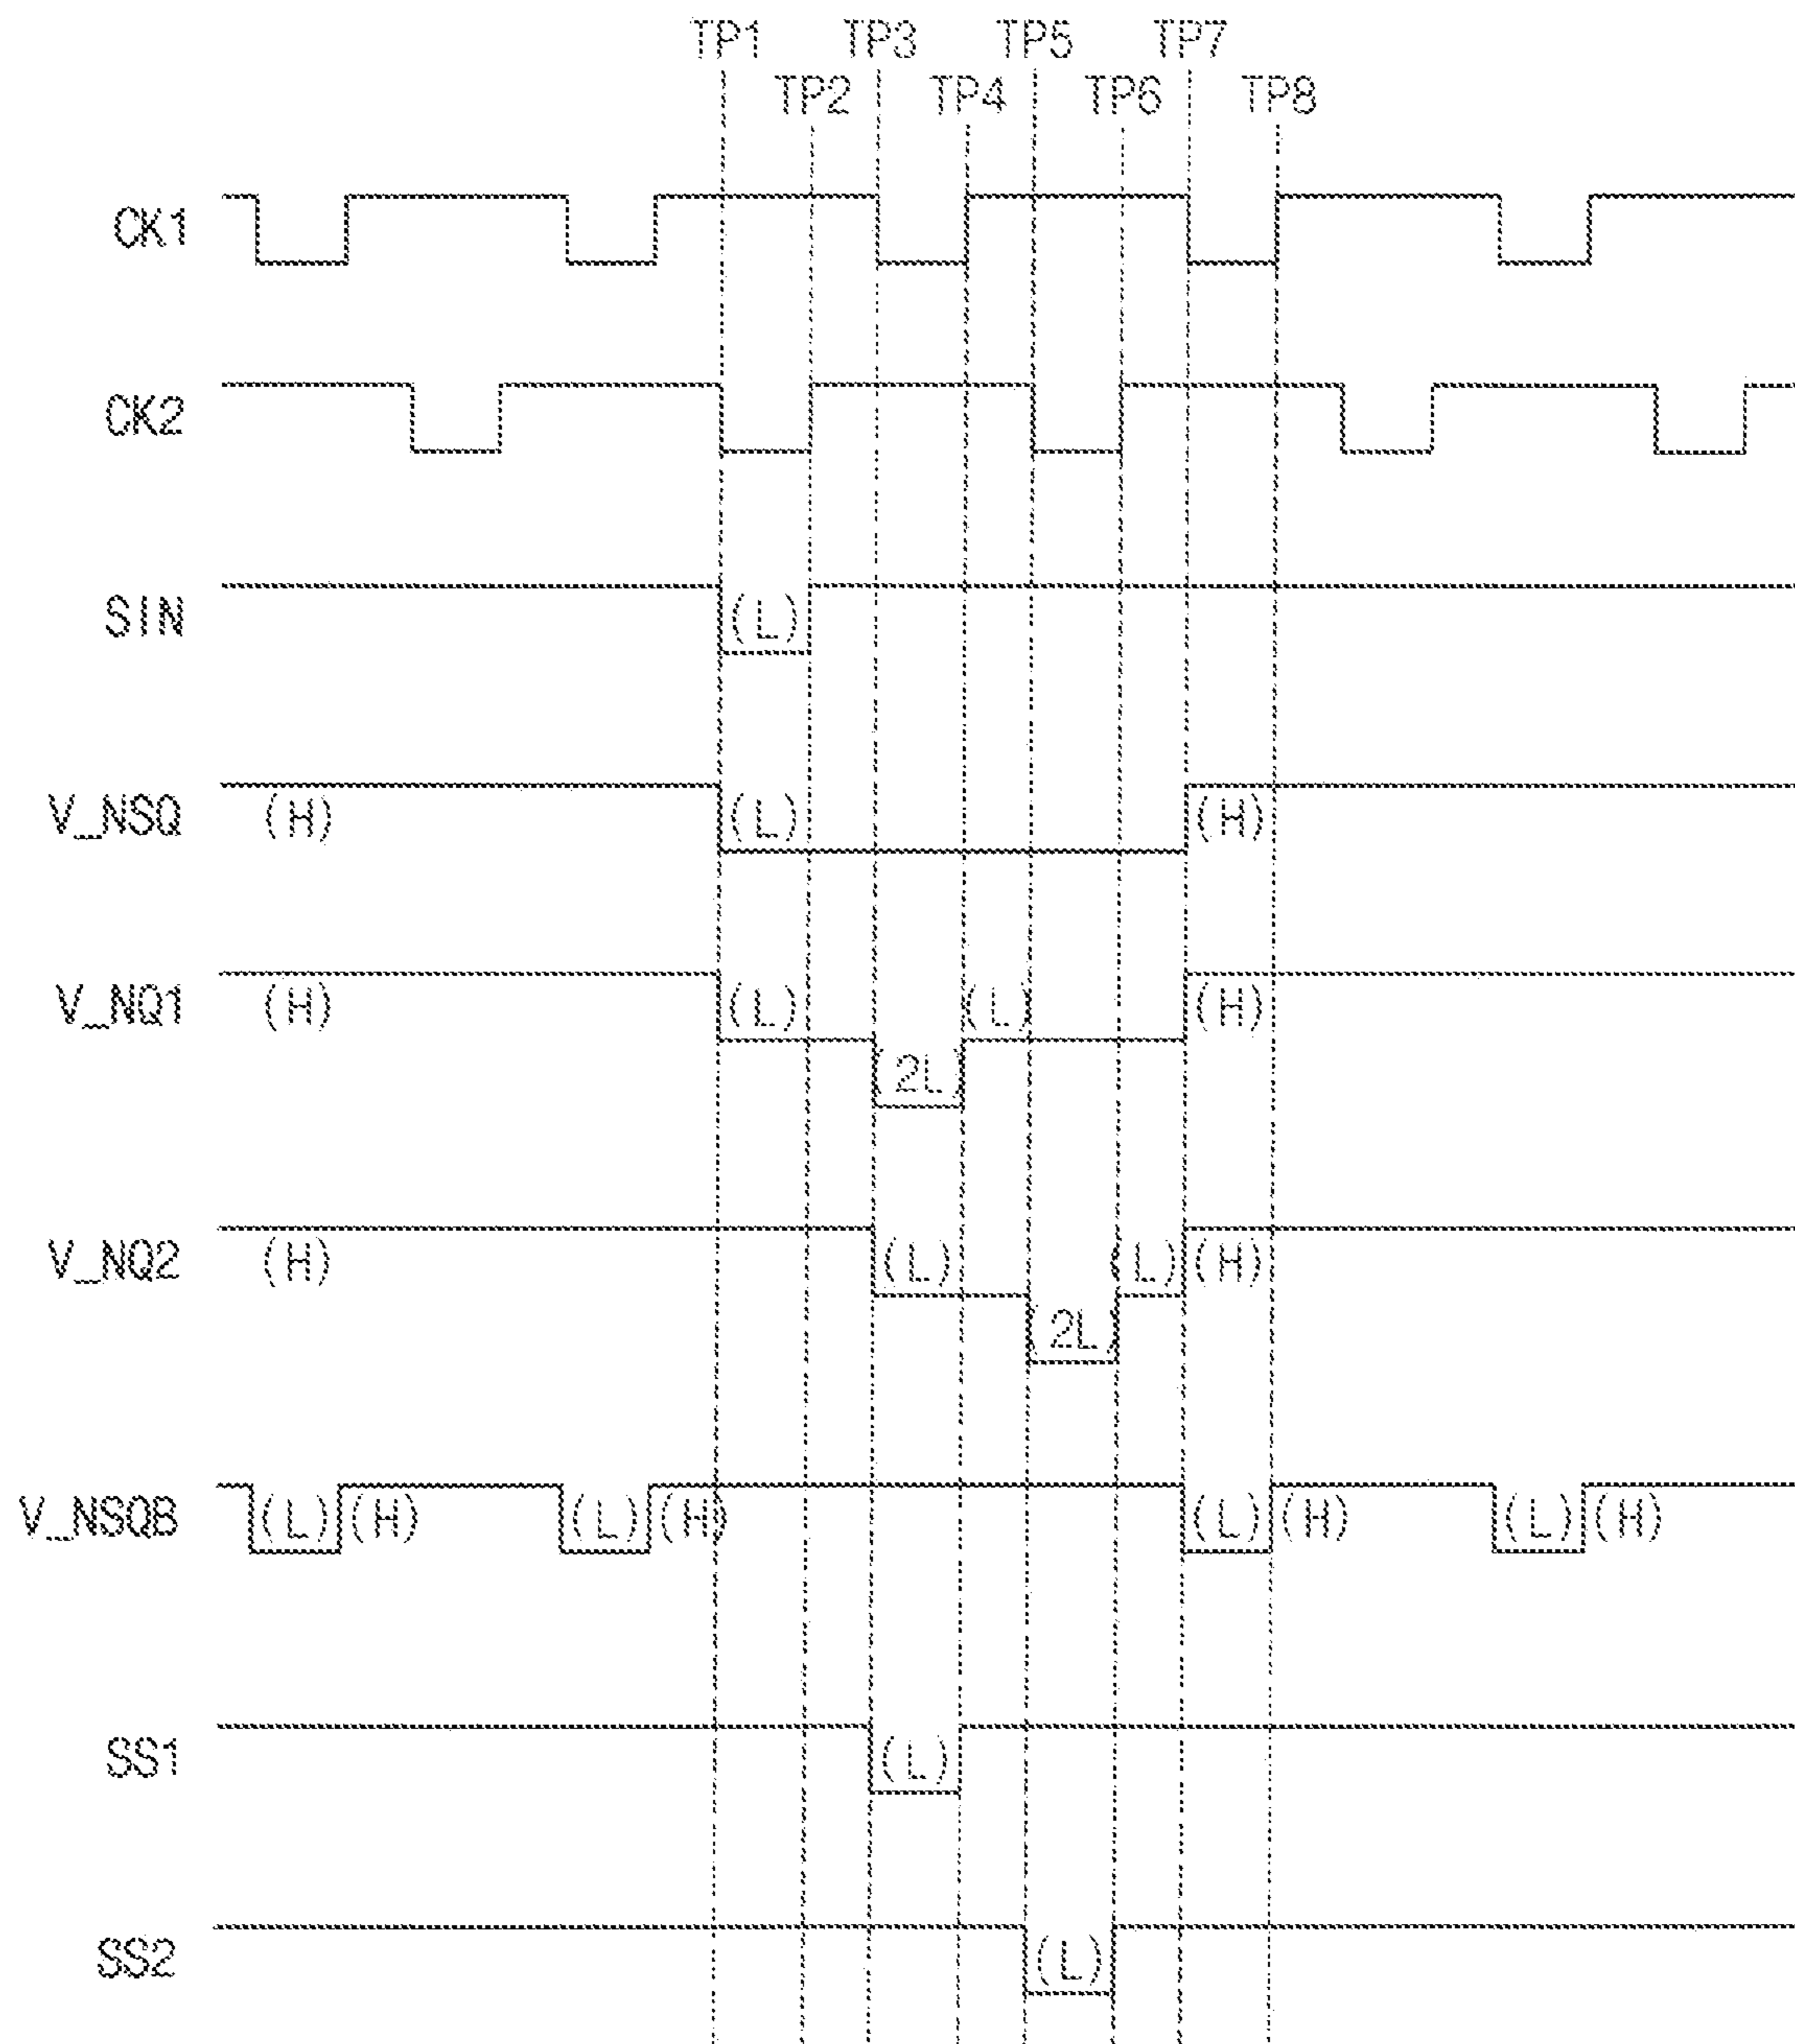 TP1 TP3 TP5 TP7
TP2 TP4 TP6 TP8
CK1
CK2
SIN (L)
V_NSQ (H) (L) (H)
V_NQ1 (H) (L) (L) (H)
(2L)
V_NQ2 (H) (L) (L) (H)
(2L)
V_NSQB (L) (H) (L) (H) (L) (H) (L) (H)
SS1 (L)
SS2 (L)